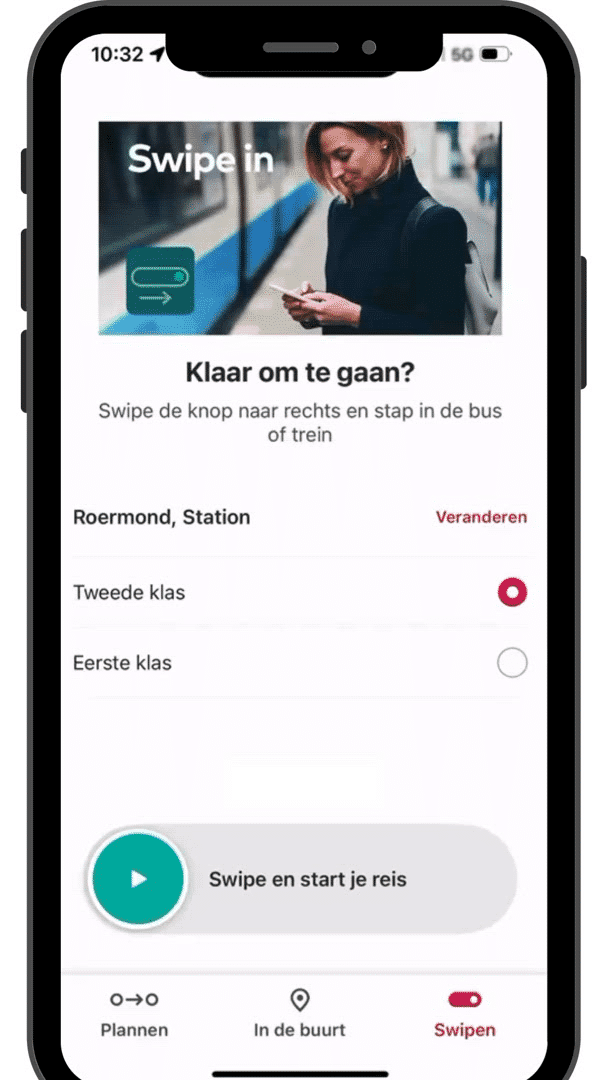 10:32
5G
Swipe in
Klaar om te gaan?
Swipe de knop naar rechts en stap in de bus
of trein
Roermond, Station
Veranderen
Tweede klas
Eerste klas
Swipe en start je reis
Plannen
In de buurt
Swipen